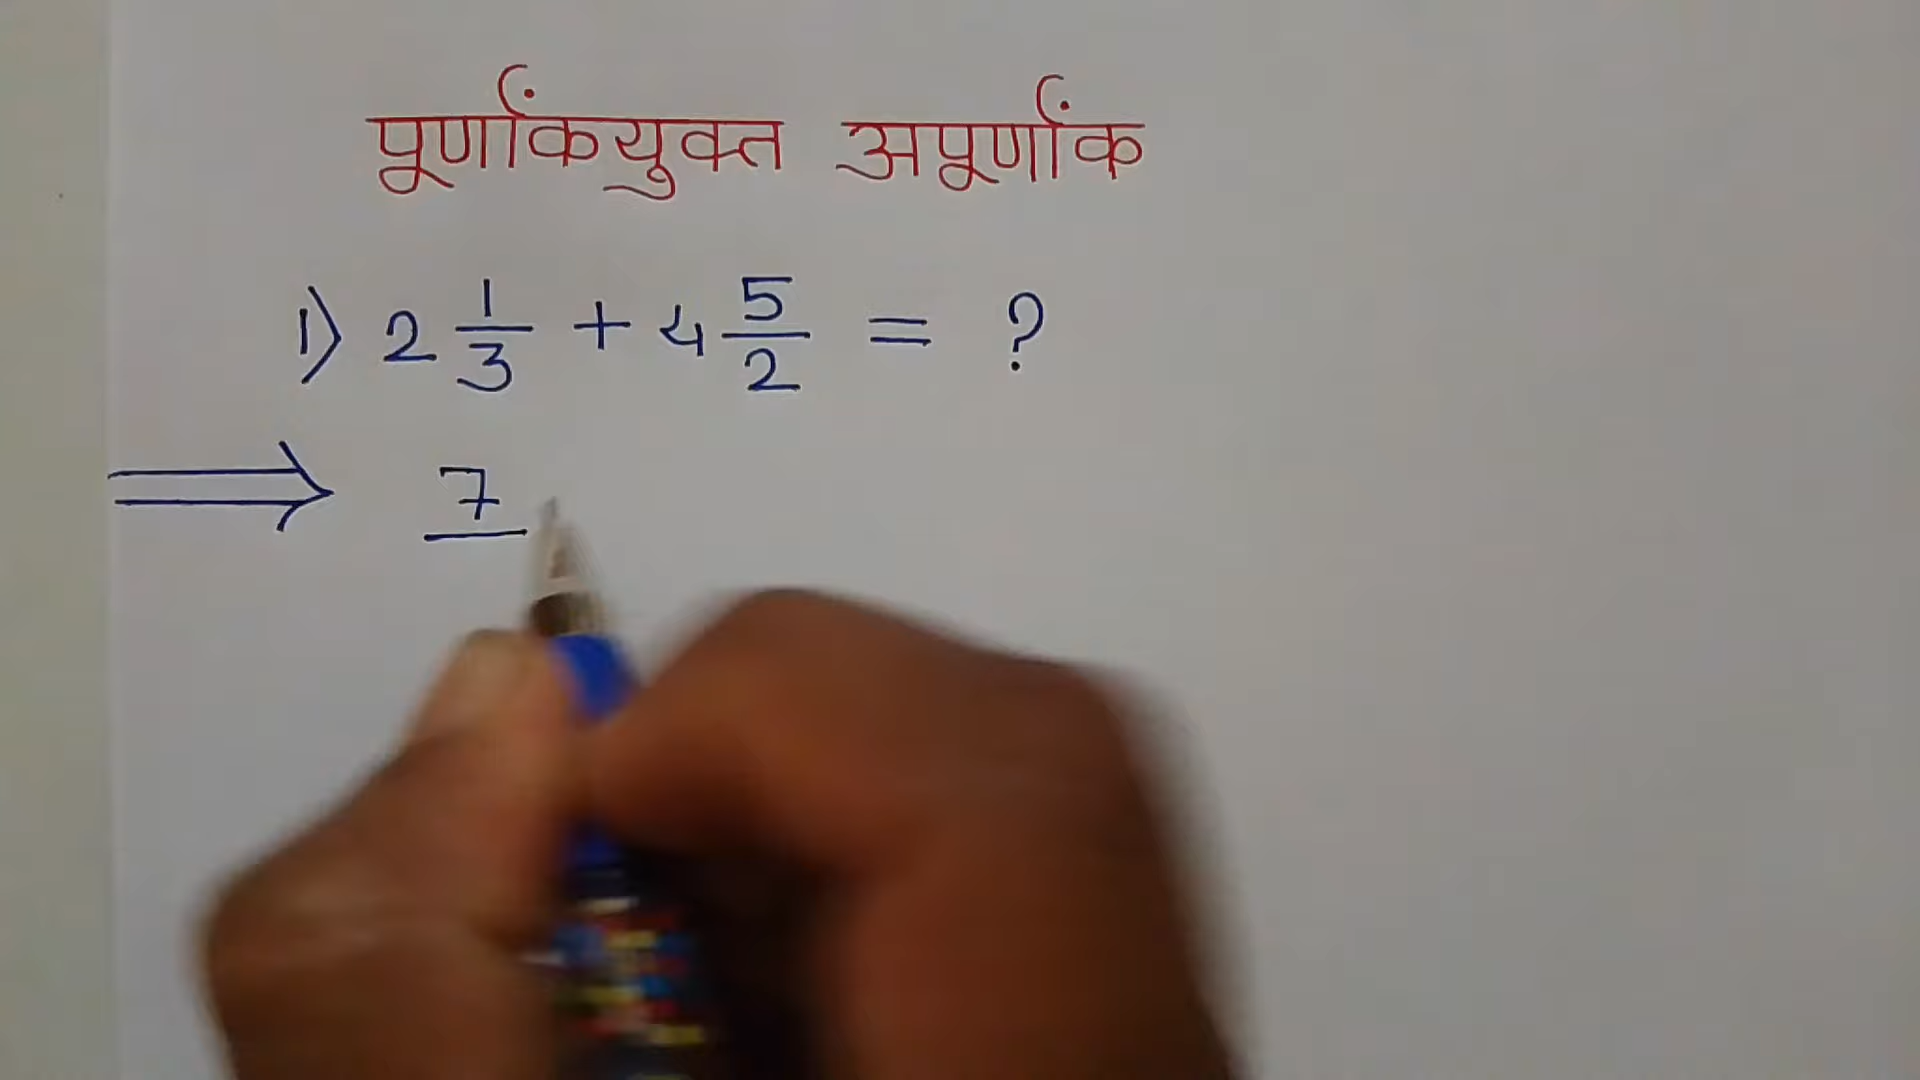 पूर्णांकयुक्त अपूर्णांक
1) 2 1/3 + 4 5/2 = ?
⟹ 7/